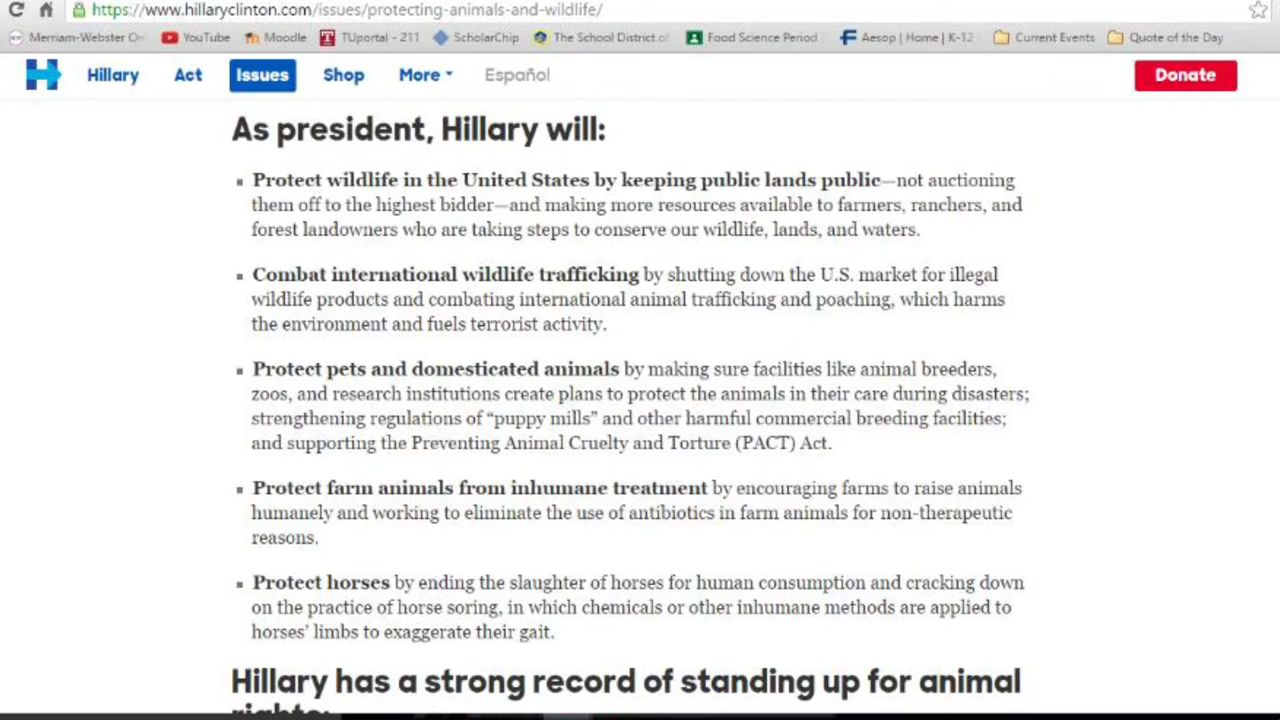 https://www.hillaryclinton.com/issues/protecting-animals-and-wildlife/
Merriam-Webster On YouTube Moodle TUportal - 211 ScholarChip The School District of Food Science Period Aesop | Home | K-12 Current Events Quote of the Day
Hillary Act Issues Shop More Español Donate
As president, Hillary will:
Protect wildlife in the United States by keeping public lands public—not auctioning
them off to the highest bidder—and making more resources available to farmers, ranchers, and
forest landowners who are taking steps to conserve our wildlife, lands, and waters.
Combat international wildlife trafficking by shutting down the U.S. market for illegal
wildlife products and combating international animal trafficking and poaching, which harms
the environment and fuels terrorist activity.
Protect pets and domesticated animals by making sure facilities like animal breeders,
zoos, and research institutions create plans to protect the animals in their care during disasters;
strengthening regulations of “puppy mills” and other harmful commercial breeding facilities;
and supporting the Preventing Animal Cruelty and Torture (PACT) Act.
Protect farm animals from inhumane treatment by encouraging farms to raise animals
humanely and working to eliminate the use of antibiotics in farm animals for non-therapeutic
reasons.
Protect horses by ending the slaughter of horses for human consumption and cracking down
on the practice of horse soring, in which chemicals or other inhumane methods are applied to
horses’ limbs to exaggerate their gait.
Hillary has a strong record of standing up for animal
rights: